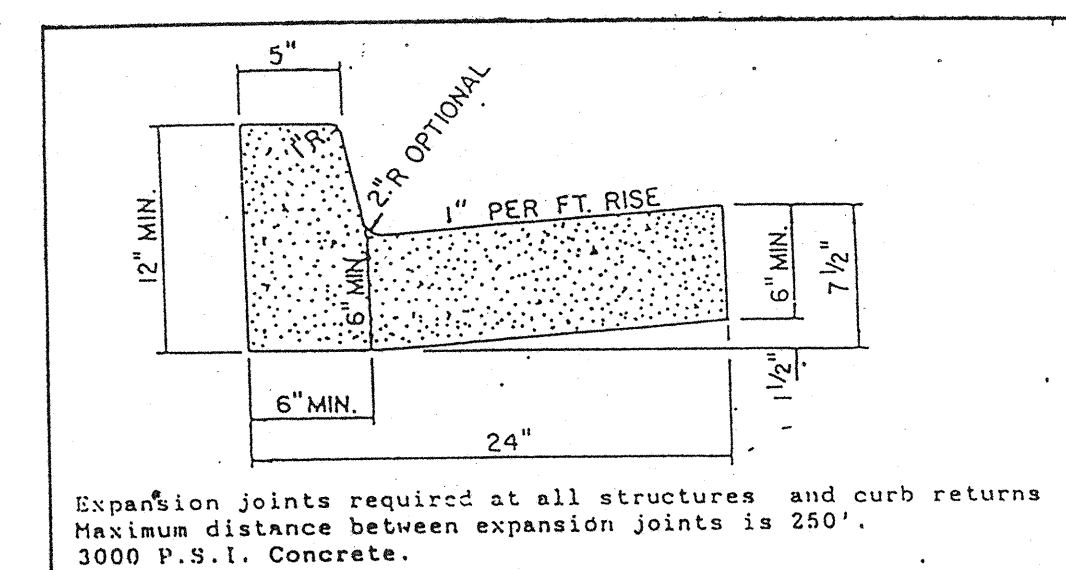 5"
1"R.
2".R OPTIONAL
1" PER FT. RISE
12" MIN.
6" MIN.
6" MIN.
7 1/2"
1 1/2"
6" MIN.
24"
Expansion joints required at all structures and curb returns
Maximum distance between expansion joints is 250'.
3000 P.S.I. Concrete.